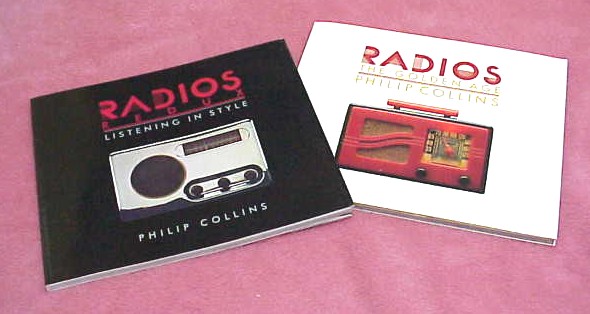 RADIOS
REDUX
LISTENING IN STYLE
PHILIP COLLINS
RADIOS
THE GOLDEN AGE
PHILIP COLLINS